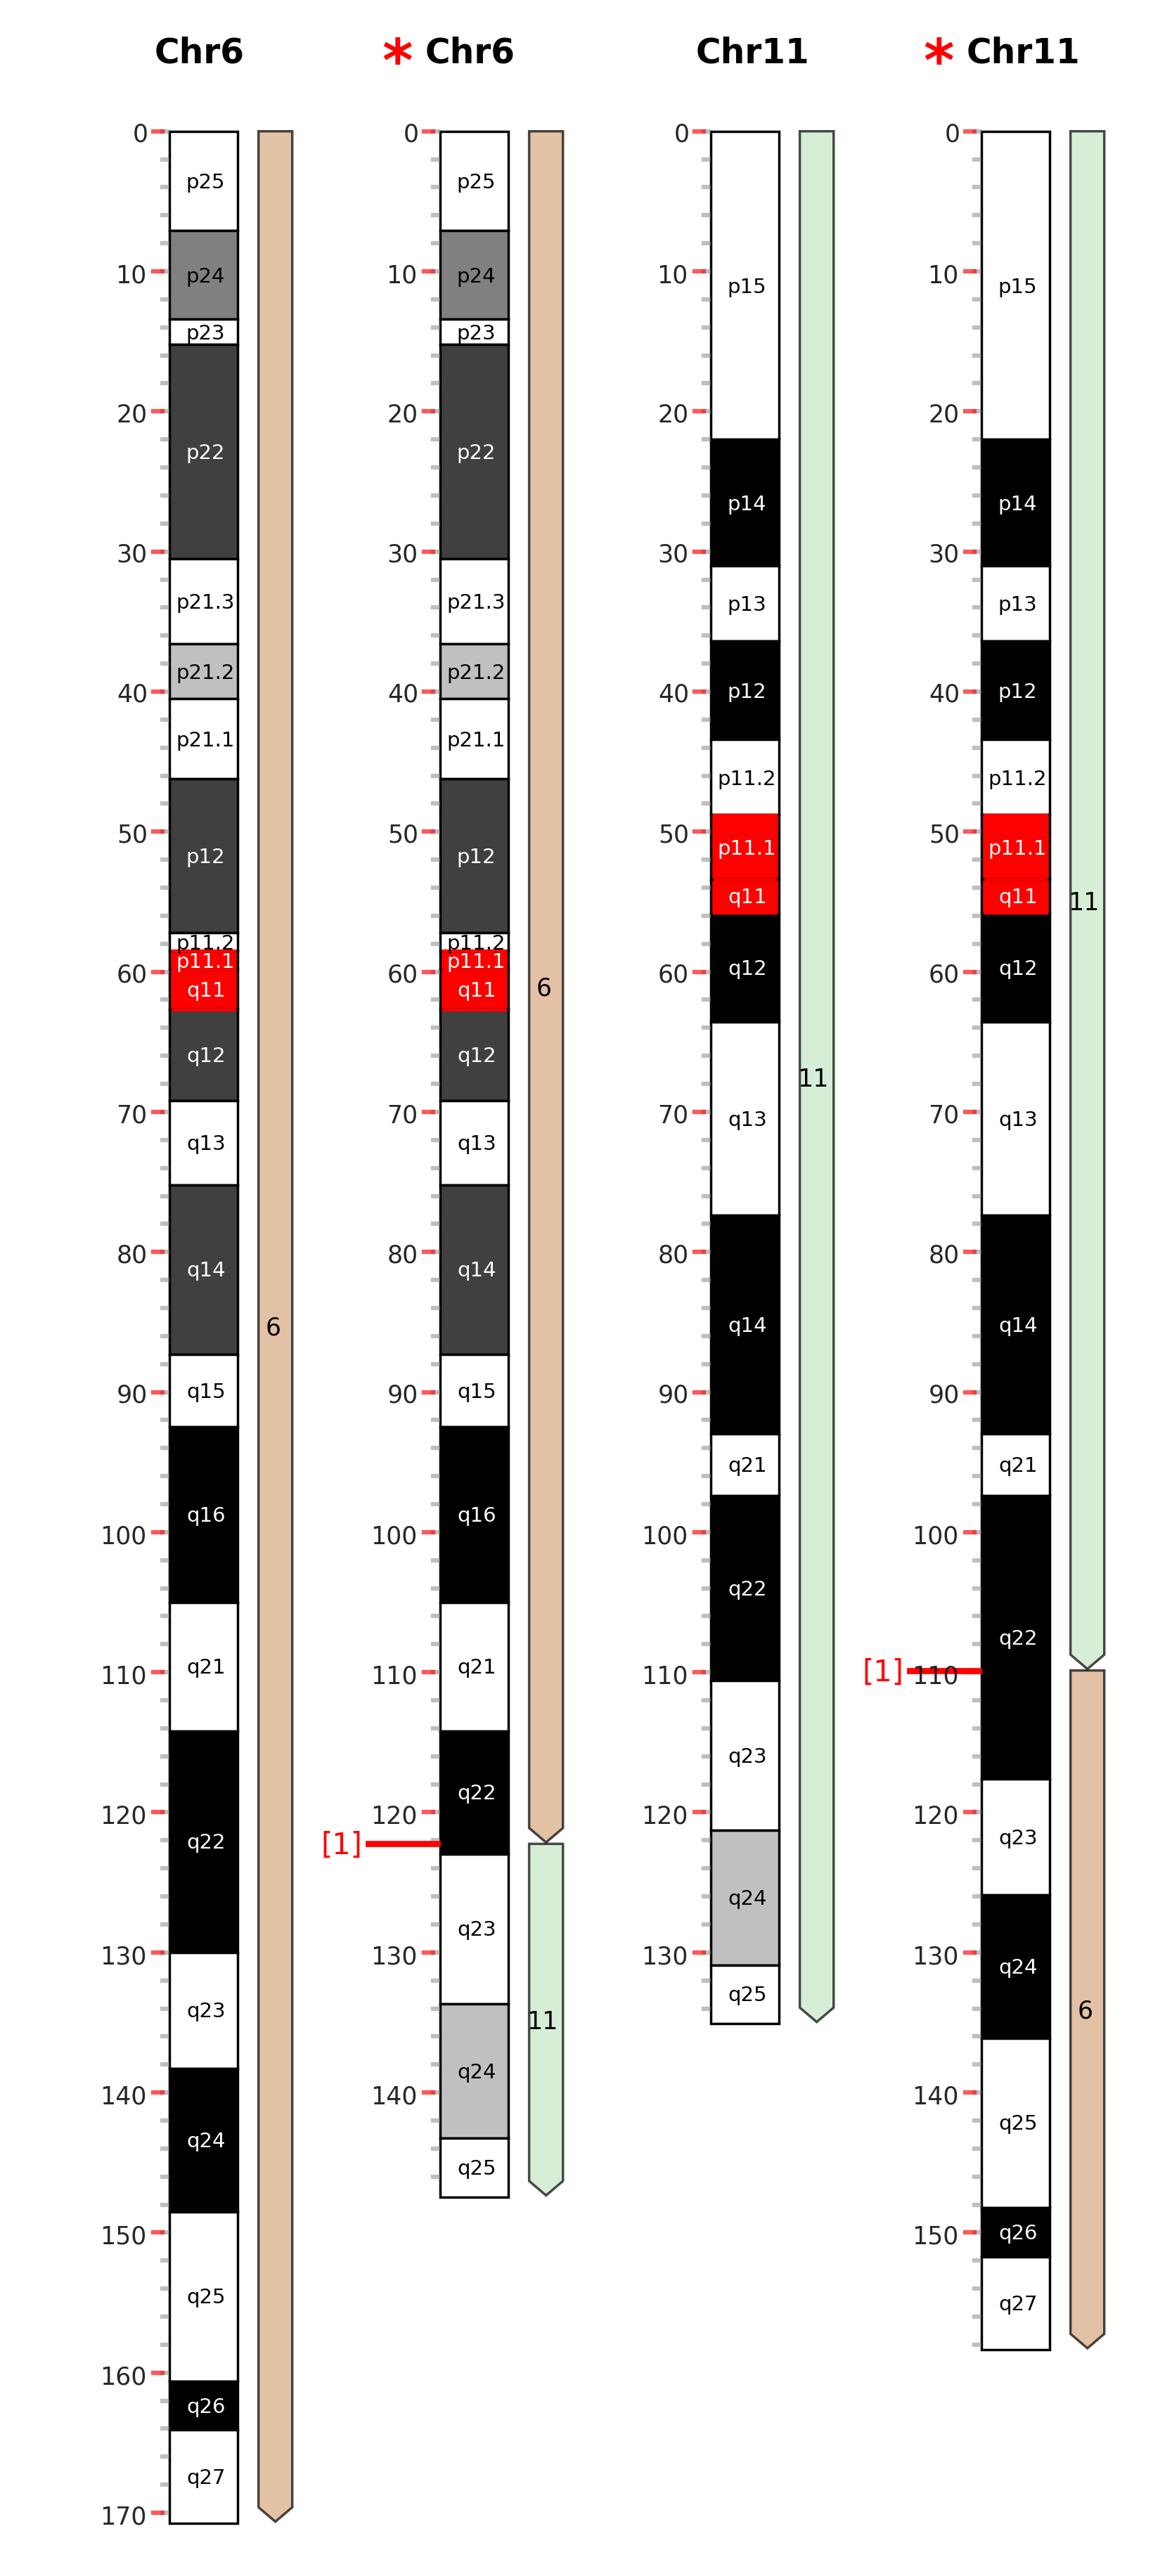 Chr6
* Chr6
Chr11
* Chr11
0
10
20
30
40
50
60
70
80
90
100
110
120
130
140
150
160
170
p25
p24
p23
p22
p21.3
p21.2
p21.1
p12
p11.2
p11.1
q11
q12
q13
q14
q15
q16
q21
q22
q23
q24
q25
q26
q27
6
0
10
20
30
40
50
60
70
80
90
100
110
120
130
140
[1]
p25
p24
p23
p22
p21.3
p21.2
p21.1
p12
p11.2
p11.1
q11
q12
q13
q14
q15
q16
q21
q22
q23
q24
q25
6
11
0
10
20
30
40
50
60
70
80
90
100
110
120
130
p15
p14
p13
p12
p11.2
p11.1
q11
q12
q13
q14
q21
q22
q23
q24
q25
11
0
10
20
30
40
50
60
70
80
90
100
110
120
130
140
150
[1]
p15
p14
p13
p12
p11.2
p11.1
q11
q12
q13
q14
q21
q22
q23
q24
q25
q26
q27
11
6